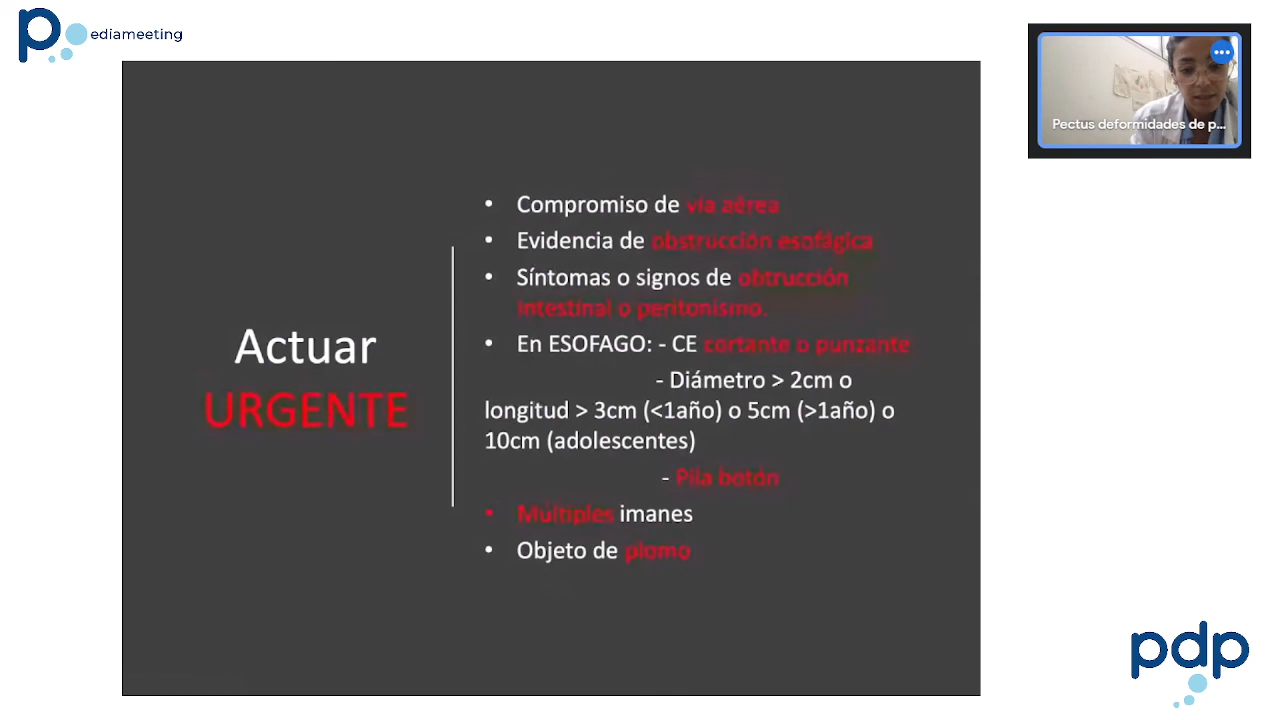 P.ediameeting
Pectus deformidades de p...
Actuar
URGENTE
• Compromiso de vía aérea
• Evidencia de obstrucción esofágica
• Síntomas o signos de obtrucción
intestinal o peritonismo.
• En ESOFAGO: - CE cortante o punzante
- Diámetro > 2cm o
longitud > 3cm (<1año) o 5cm (>1año) o
10cm (adolescentes)
- Pila botón
• Múltiples imanes
• Objeto de plomo
pdp